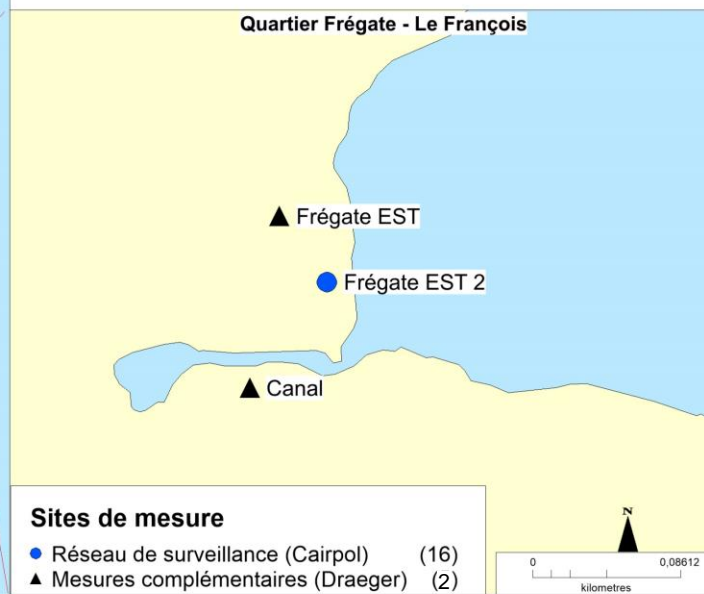 Quartier Frégate - Le François
Frégate EST
Frégate EST 2
Canal
Sites de mesure
Réseau de surveillance (Cairpol) (16)
Mesures complémentaires (Draeger) (2)
N
0 0,08612
kilometres